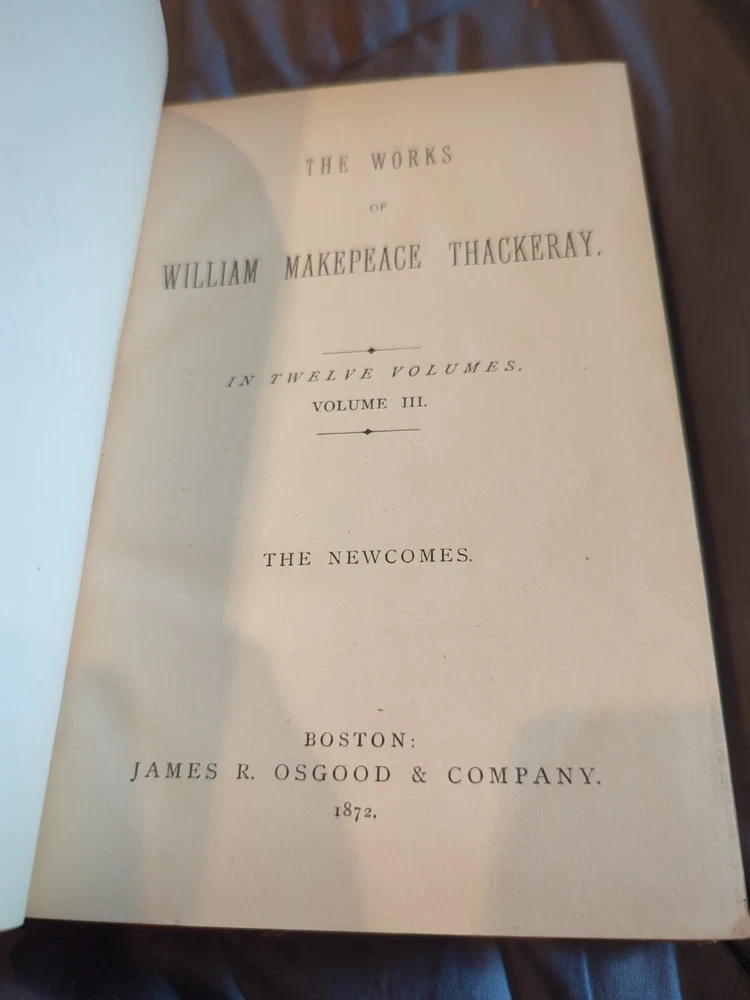 THE WORKS
OF
WILLIAM MAKEPEACE THACKERAY.
IN TWELVE VOLUMES.
VOLUME III.
THE NEWCOMES.
BOSTON:
JAMES R. OSGOOD & COMPANY.
1872.